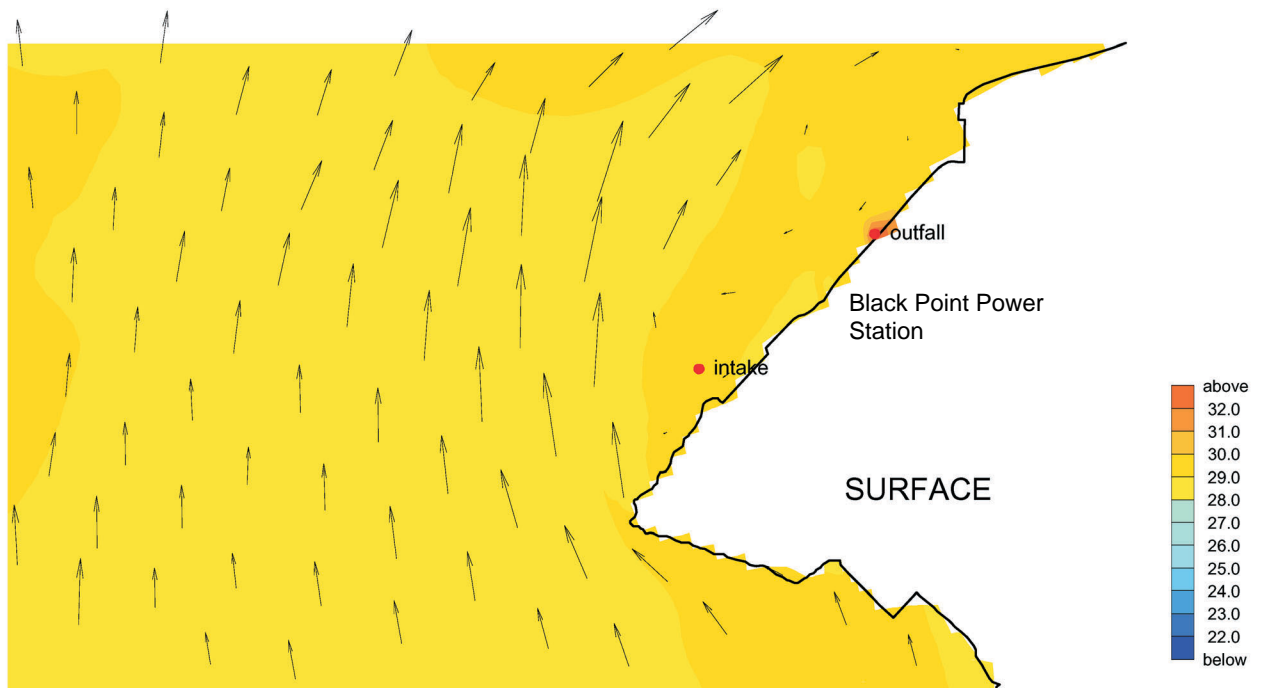 outfall
Black Point Power
Station
intake
SURFACE
above
32.0
31.0
30.0
29.0
28.0
27.0
26.0
25.0
24.0
23.0
22.0
below